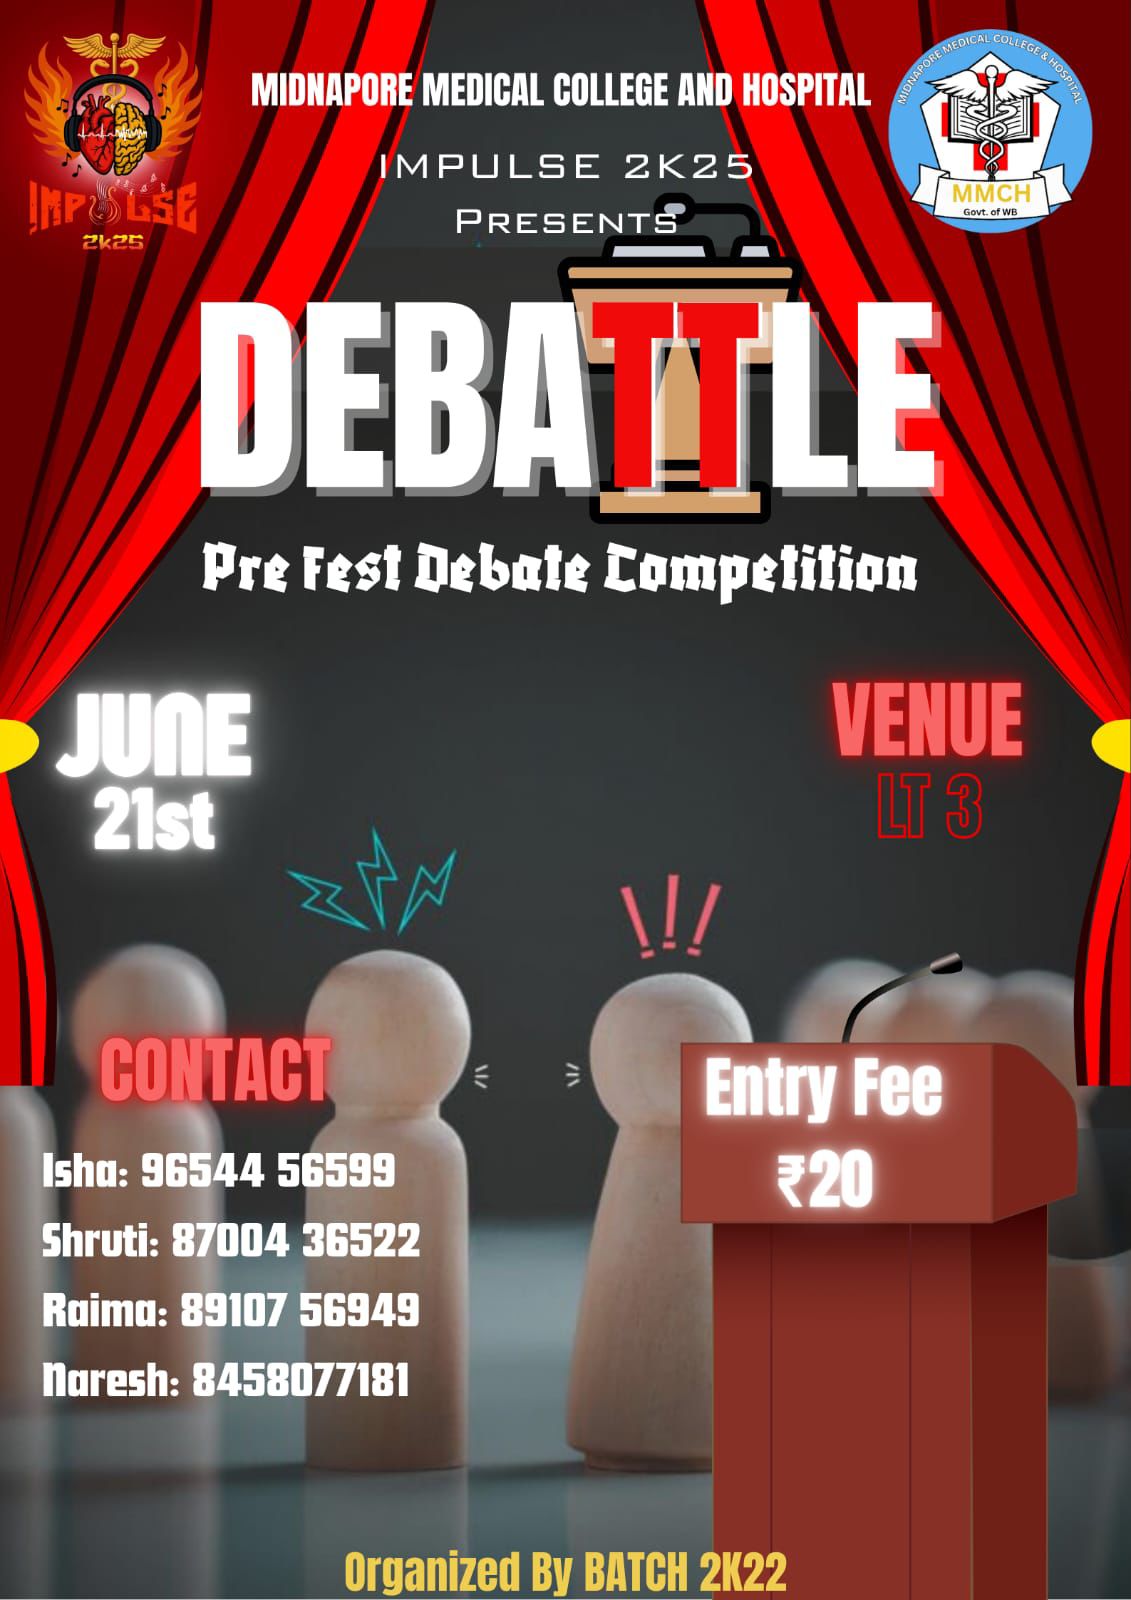 IMPULSE
2k25
MIDNAPORE MEDICAL COLLEGE AND HOSPITAL
MIDNAPORE MEDICAL COLLEGE & HOSPITAL
MMCH
Govt. of WB
IMPULSE 2K25
PRESENTS
DEBATTLE
Pre Fest Debate Competition
JUNE
21st
VENUE
LT 3
CONTACT
Isha: 96544 56599
Shruti: 87004 36522
Raima: 89107 56949
Naresh: 8458077181
Entry Fee
₹20
Organized By BATCH 2K22